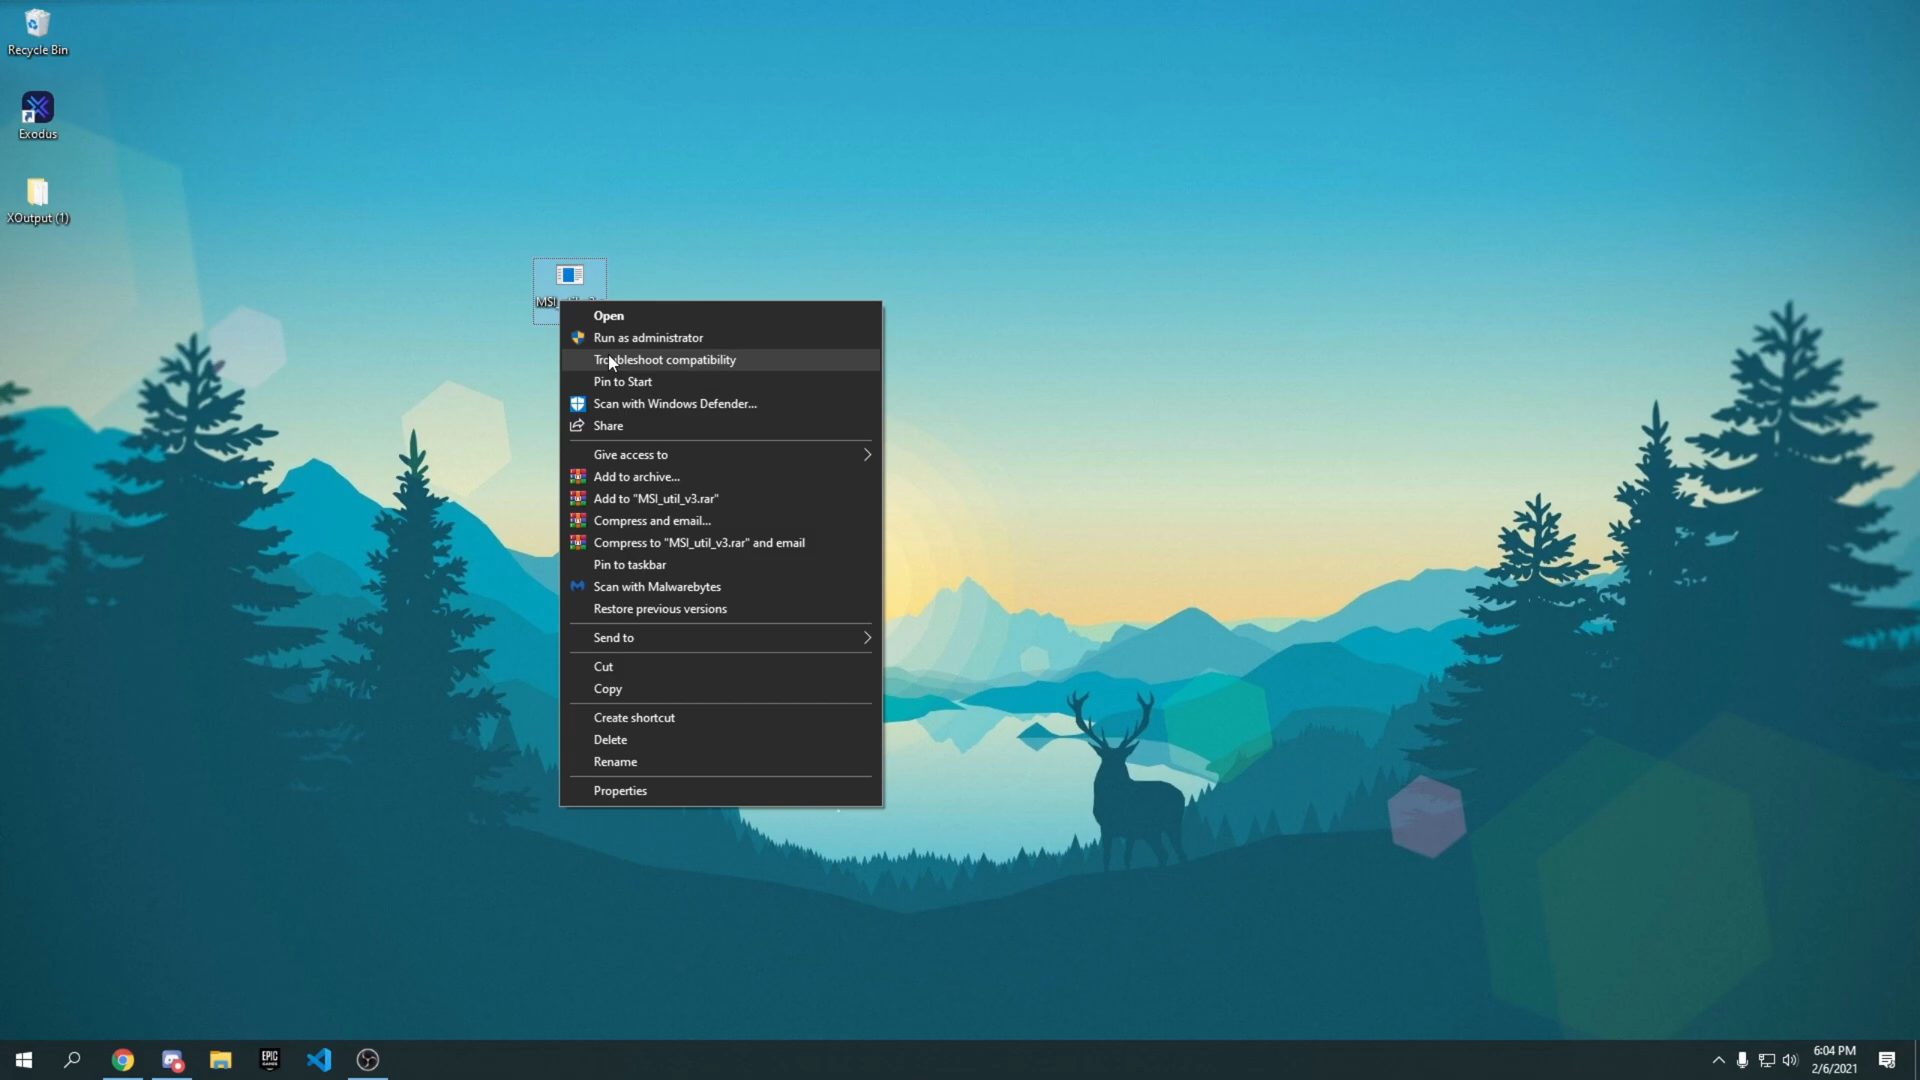 Recycle Bin
Exodus
XOutput (1)
MSI
Open
Run as administrator
Troubleshoot compatibility
Pin to Start
Scan with Windows Defender...
Share
Give access to
Add to archive...
Add to "MSI_util_v3.rar"
Compress and email...
Compress to "MSI_util_v3.rar" and email
Pin to taskbar
Scan with Malwarebytes
Restore previous versions
Send to
Cut
Copy
Create shortcut
Delete
Rename
Properties
EPIC
GAMES
6:04 PM
2/6/2021